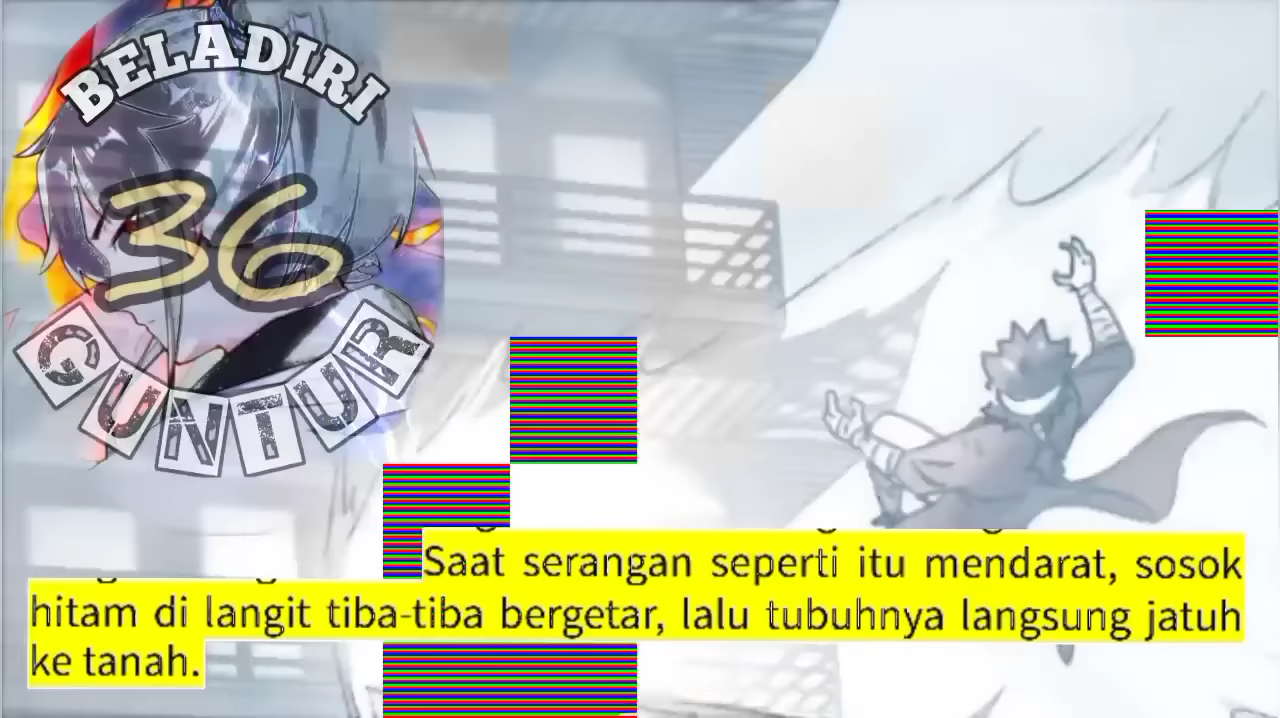 BELADIRI
36
GUNTUR
Saat serangan seperti itu mendarat, sosok
hitam di langit tiba-tiba bergetar, lalu tubuhnya langsung jatuh
ke tanah.